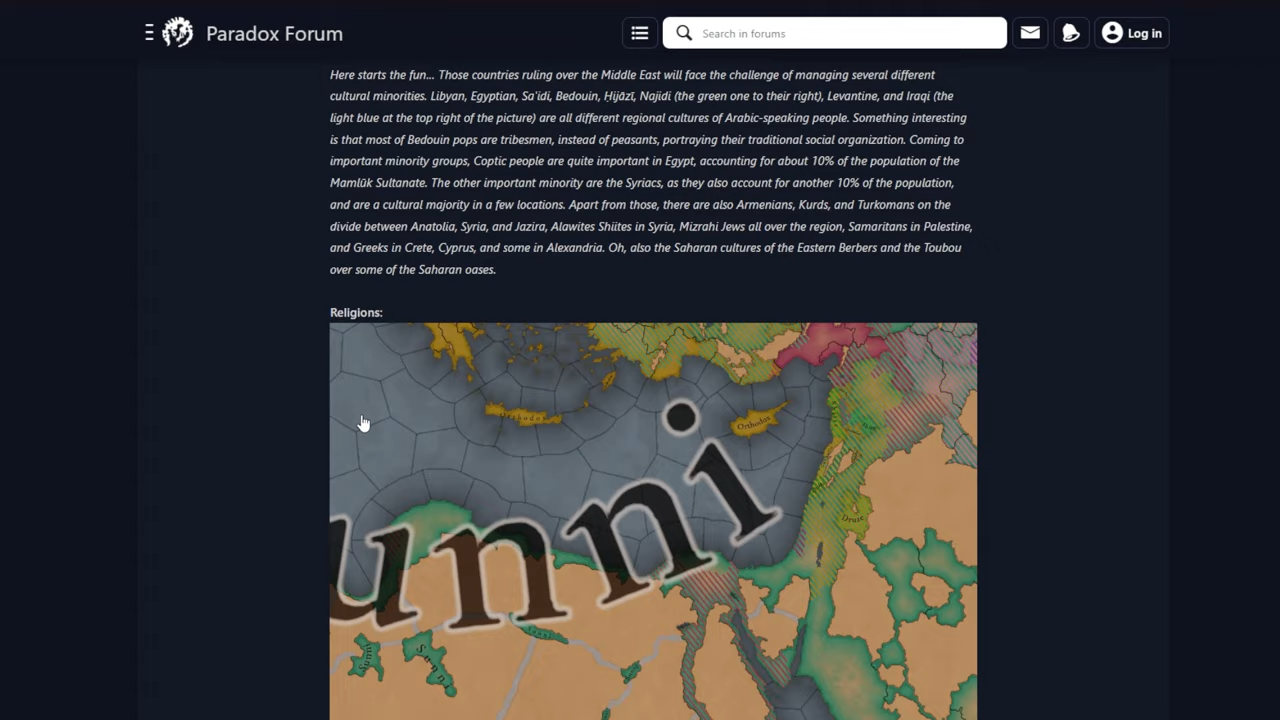 Paradox Forum
Search in forums
Log in
Here starts the fun... Those countries ruling over the Middle East will face the challenge of managing several different
cultural minorities. Libyan, Egyptian, Sa'idi, Bedouin, Ḥijāzī, Najidi (the green one to their right), Levantine, and Iraqi (the
light blue at the top right of the picture) are all different regional cultures of Arabic-speaking people. Something interesting
is that most of Bedouin pops are tribesmen, instead of peasants, portraying their traditional social organization. Coming to
important minority groups, Coptic people are quite important in Egypt, accounting for about 10% of the population of the
Mamlūk Sultanate. The other important minority are the Syriacs, as they also account for another 10% of the population,
and are a cultural majority in a few locations. Apart from those, there are also Armenians, Kurds, and Turkomans on the
divide between Anatolia, Syria, and Jazira, Alawites Shiites in Syria, Mizrahi Jews all over the region, Samaritans in Palestine,
and Greeks in Crete, Cyprus, and some in Alexandria. Oh, also the Saharan cultures of the Eastern Berbers and the Toubou
over some of the Saharan oases.
Religions:
Orthodox
Orthodox
unni
Druze
Sunni
Sunni